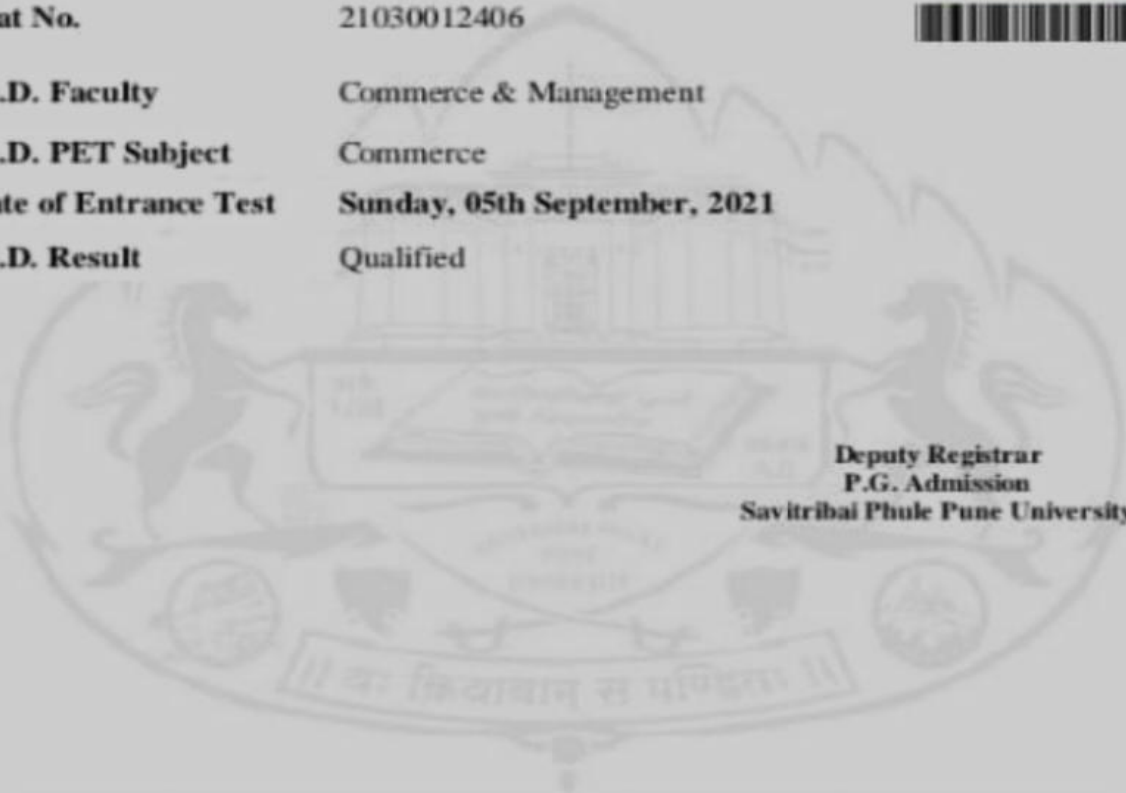 at No. 21030012406
.D. Faculty Commerce & Management
.D. PET Subject Commerce
te of Entrance Test Sunday, 05th September, 2021
.D. Result Qualified
Deputy Registrar
P.G. Admission
Savitribai Phule Pune University
|| यः क्रियावान् स पण्डितः ||